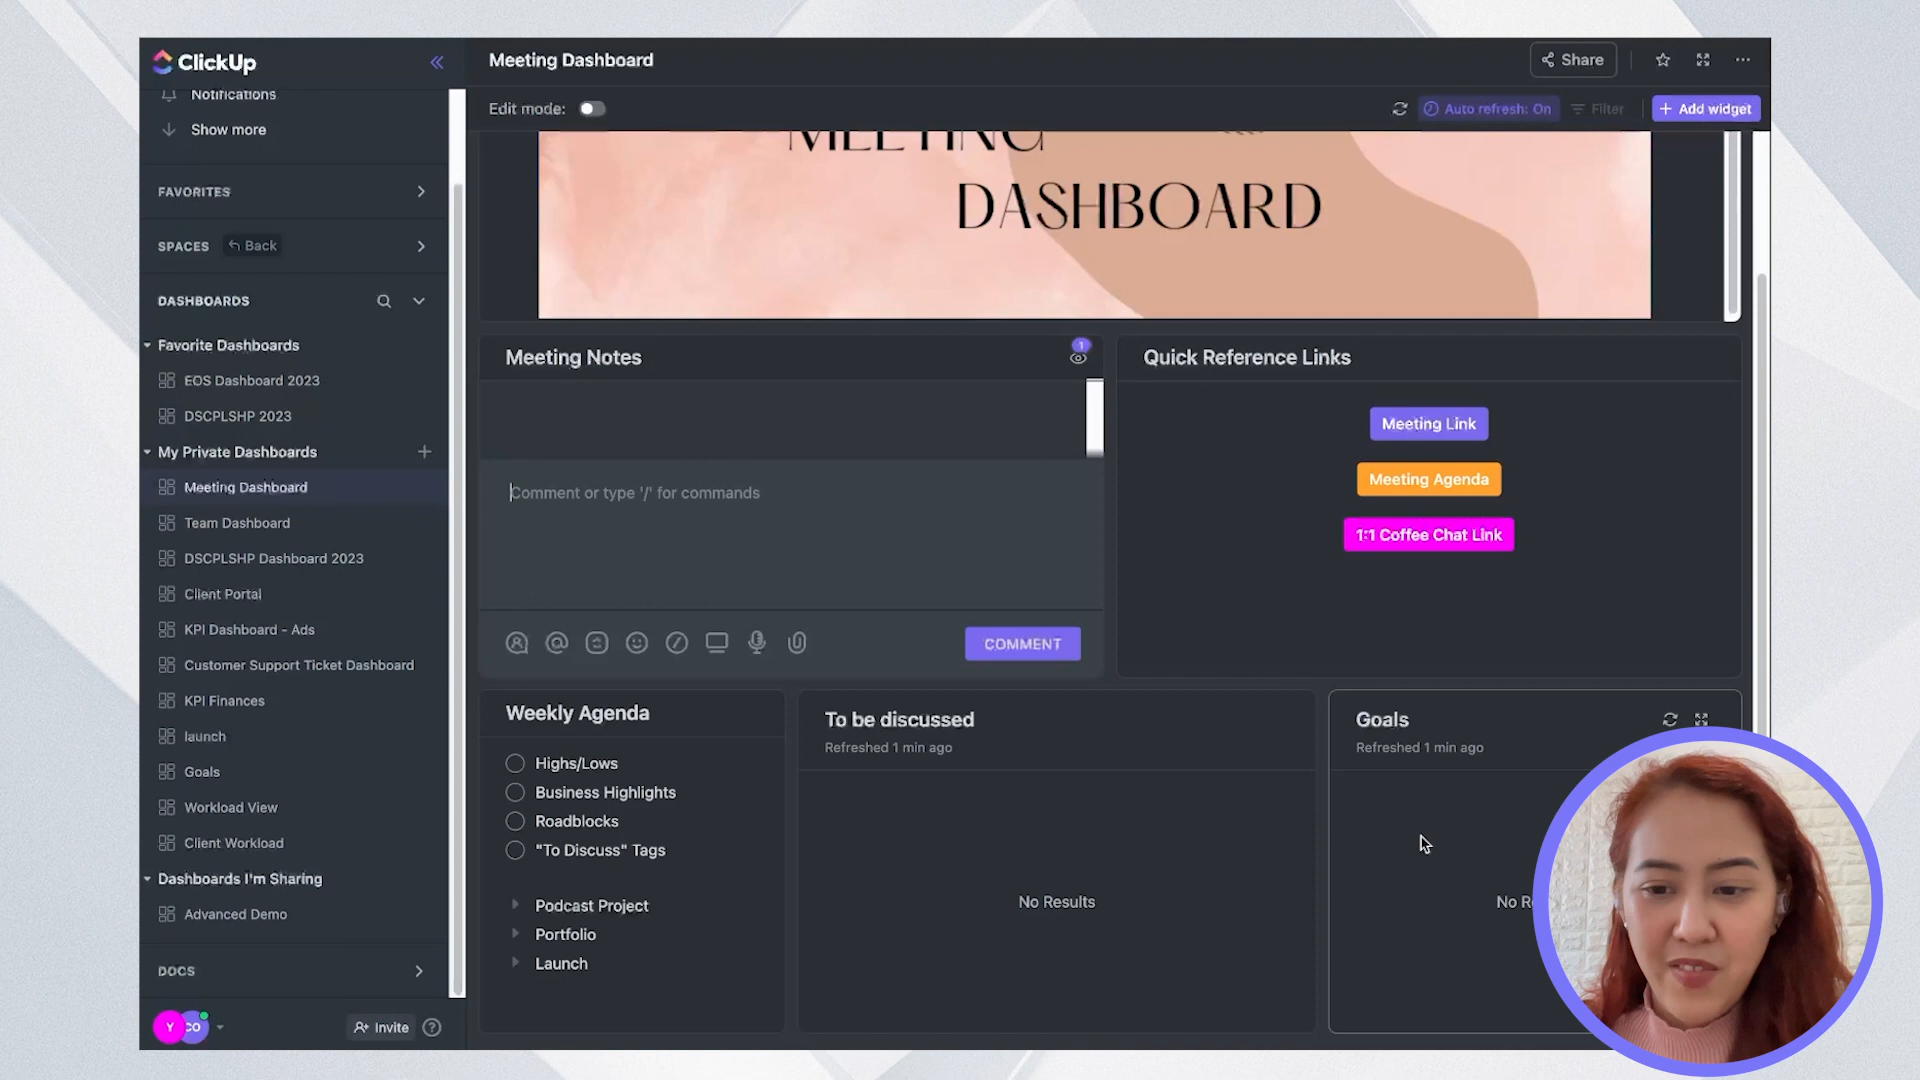 ClickUp
Notifications
Show more
FAVORITES
SPACES Back
DASHBOARDS
Favorite Dashboards
EOS Dashboard 2023
DSCPLSHP 2023
My Private Dashboards
Meeting Dashboard
Team Dashboard
DSCPLSHP Dashboard 2023
Client Portal
KPI Dashboard - Ads
Customer Support Ticket Dashboard
KPI Finances
launch
Goals
Workload View
Client Workload
Dashboards I'm Sharing
Advanced Demo
DOCS
Y CO
Invite
Meeting Dashboard
Share
Edit mode:
Auto refresh: On
Filter
+ Add widget
MEETING
DASHBOARD
Meeting Notes
1
Comment or type '/' for commands
COMMENT
Quick Reference Links
Meeting Link
Meeting Agenda
1:1 Coffee Chat Link
Weekly Agenda
Highs/Lows
Business Highlights
Roadblocks
"To Discuss" Tags
Podcast Project
Portfolio
Launch
To be discussed
Refreshed 1 min ago
No Results
Goals
Refreshed 1 min ago
No